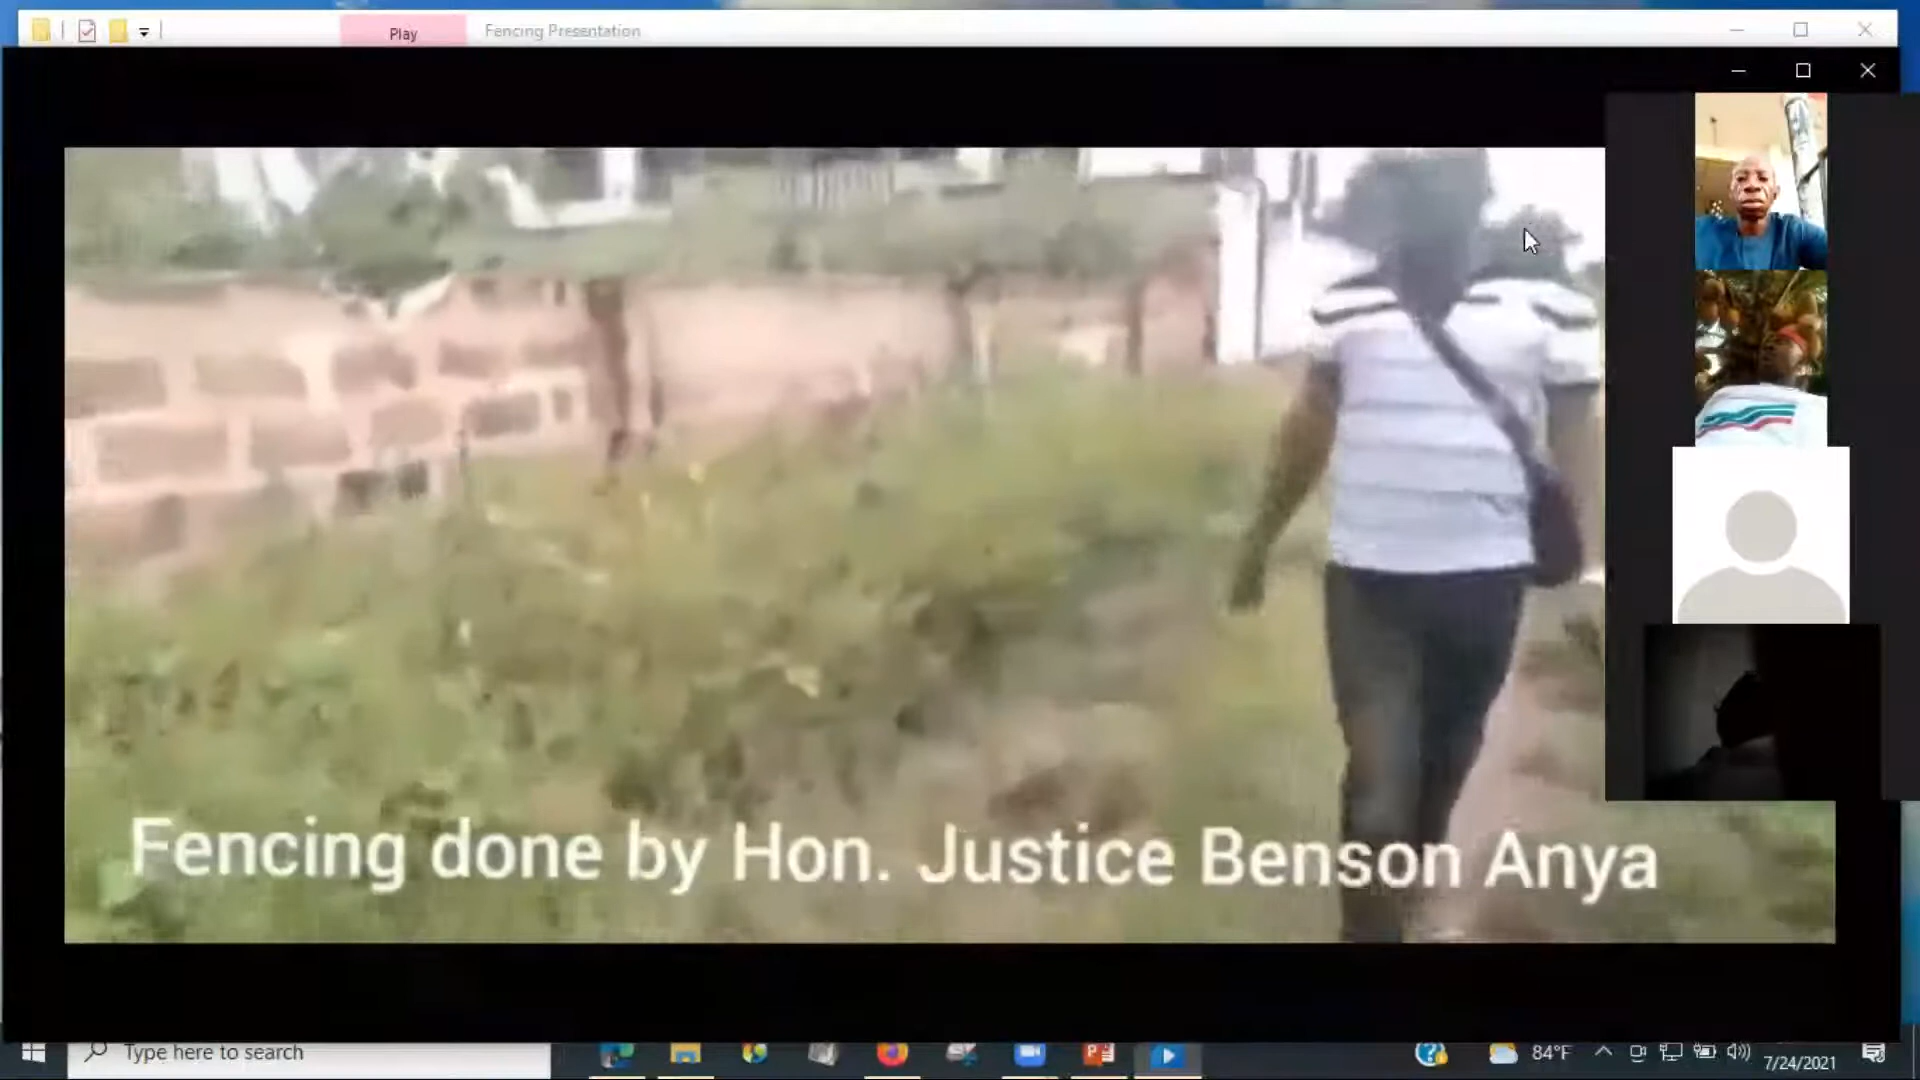 Play
Fencing Presentation
Fencing done by Hon. Justice Benson Anya
Type here to search
84°F
7/24/2021